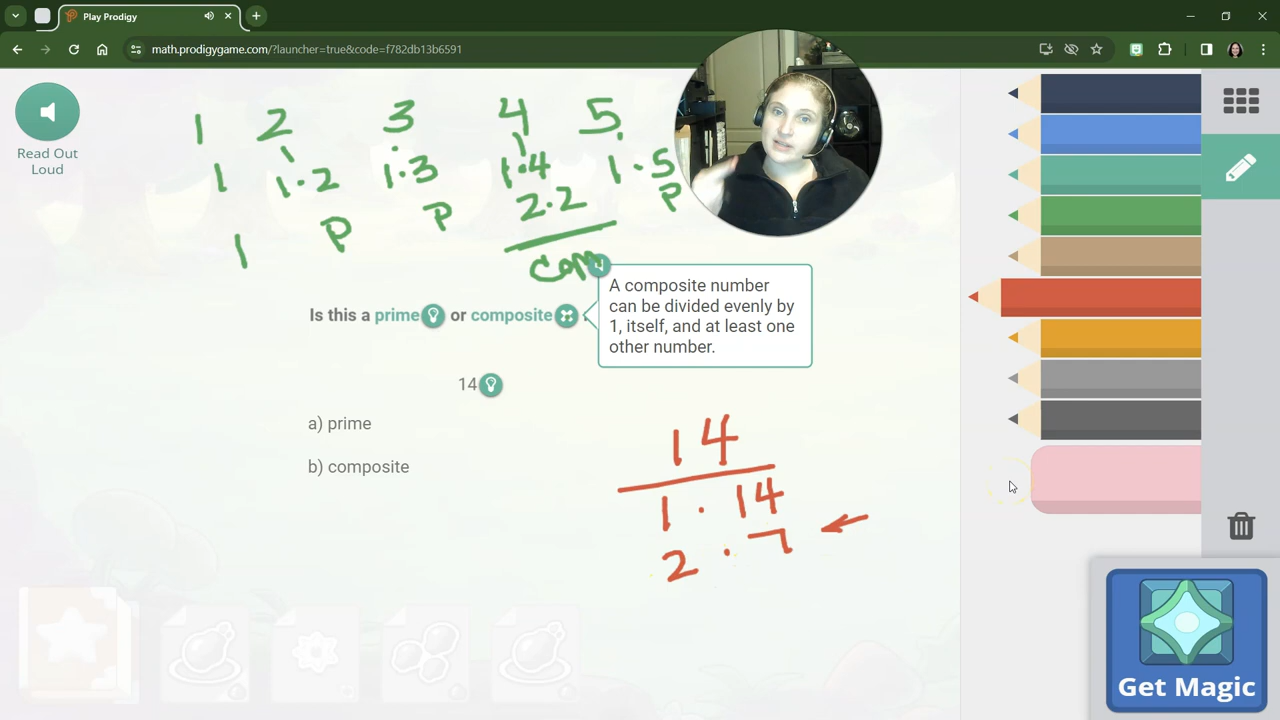 Play Prodigy
math.prodigygame.com/?launcher=true&code=f782db13b6591
Read Out
Loud
1 2 3 4 5
1 1·2 1·3 1·4 1·5
2·2
1 P P P
com
Is this a prime or composite
A composite number
can be divided evenly by
1, itself, and at least one
other number.
14
a) prime
b) composite
14
1 · 14
2 · 7
Get Magic